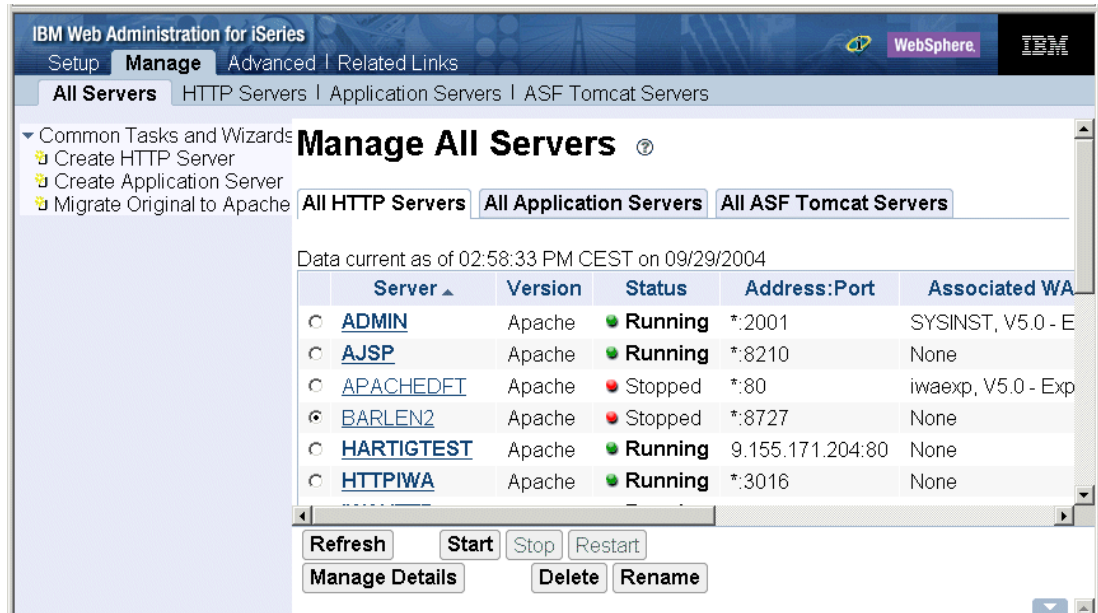 IBM Web Administration for iSeries
WebSphere.
IBM
Setup Manage Advanced | Related Links
All Servers HTTP Servers | Application Servers | ASF Tomcat Servers
Common Tasks and Wizards
Create HTTP Server
Create Application Server
Migrate Original to Apache
Manage All Servers ?
All HTTP Servers All Application Servers All ASF Tomcat Servers
Data current as of 02:58:33 PM CEST on 09/29/2004
Server Version Status Address:Port Associated WA
ADMIN Apache Running *:2001 SYSINST, V5.0 - E
AJSP Apache Running *:8210 None
APACHEDFT Apache Stopped *:80 iwaexp, V5.0 - Exp
BARLEN2 Apache Stopped *:8727 None
HARTIGTEST Apache Running 9.155.171.204:80 None
HTTPIWA Apache Running *:3016 None
Refresh Start Stop Restart
Manage Details Delete Rename